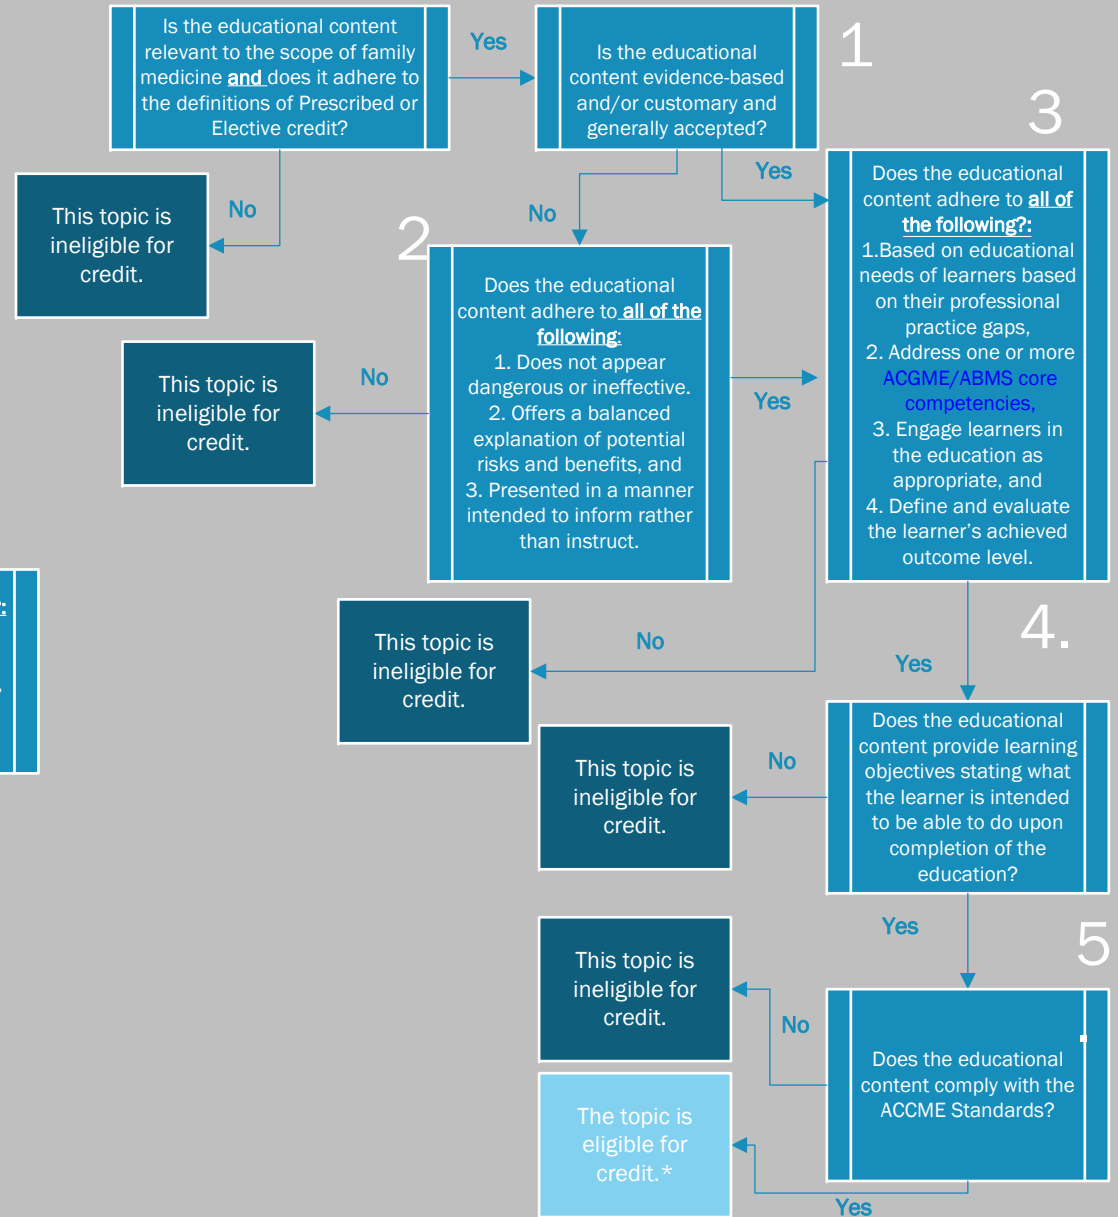 Is the educational content
relevant to the scope of family
medicine and does it adhere to
the definitions of Prescribed or
Elective credit?
Yes
Is the educational
content evidence-based
and/or customary and
generally accepted?
1
3
No
This topic is
ineligible for
credit.
No
Yes
Does the educational
content adhere to all of
the following?:
1.Based on educational
needs of learners based
on their professional
practice gaps,
2. Address one or more
ACGME/ABMS core
competencies,
3. Engage learners in
the education as
appropriate, and
4. Define and evaluate
the learner's achieved
outcome level.
2
Does the educational
content adhere to all of the
following:
1. Does not appear
dangerous or ineffective.
2. Offers a balanced
explanation of potential
risks and benefits, and
3. Presented in a manner
intended to inform rather
than instruct.
No
This topic is
ineligible for
credit.
Yes
?:
No
This topic is
ineligible for
credit.
Yes
4.
Does the educational
content provide learning
objectives stating what
the learner is intended
to be able to do upon
completion of the
education?
No
This topic is
ineligible for
credit.
Yes
5
Does the educational
content comply with the
ACCME Standards?
No
This topic is
ineligible for
credit.
Yes
The topic is
eligible for
credit.*